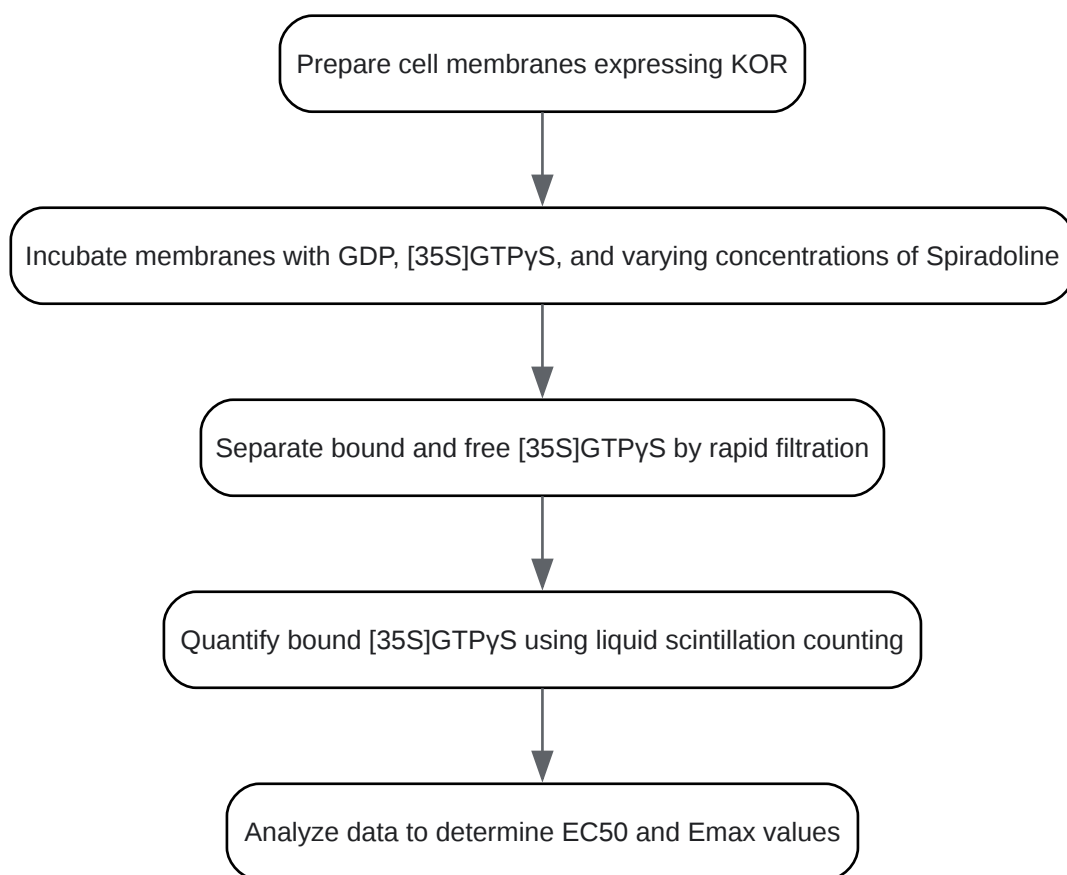 Prepare cell membranes expressing KOR
Incubate membranes with GDP, [35S]GTPγS, and varying concentrations of Spiradoline
Separate bound and free [35S]GTPγS by rapid filtration
Quantify bound [35S]GTPγS using liquid scintillation counting
Analyze data to determine EC50 and Emax values